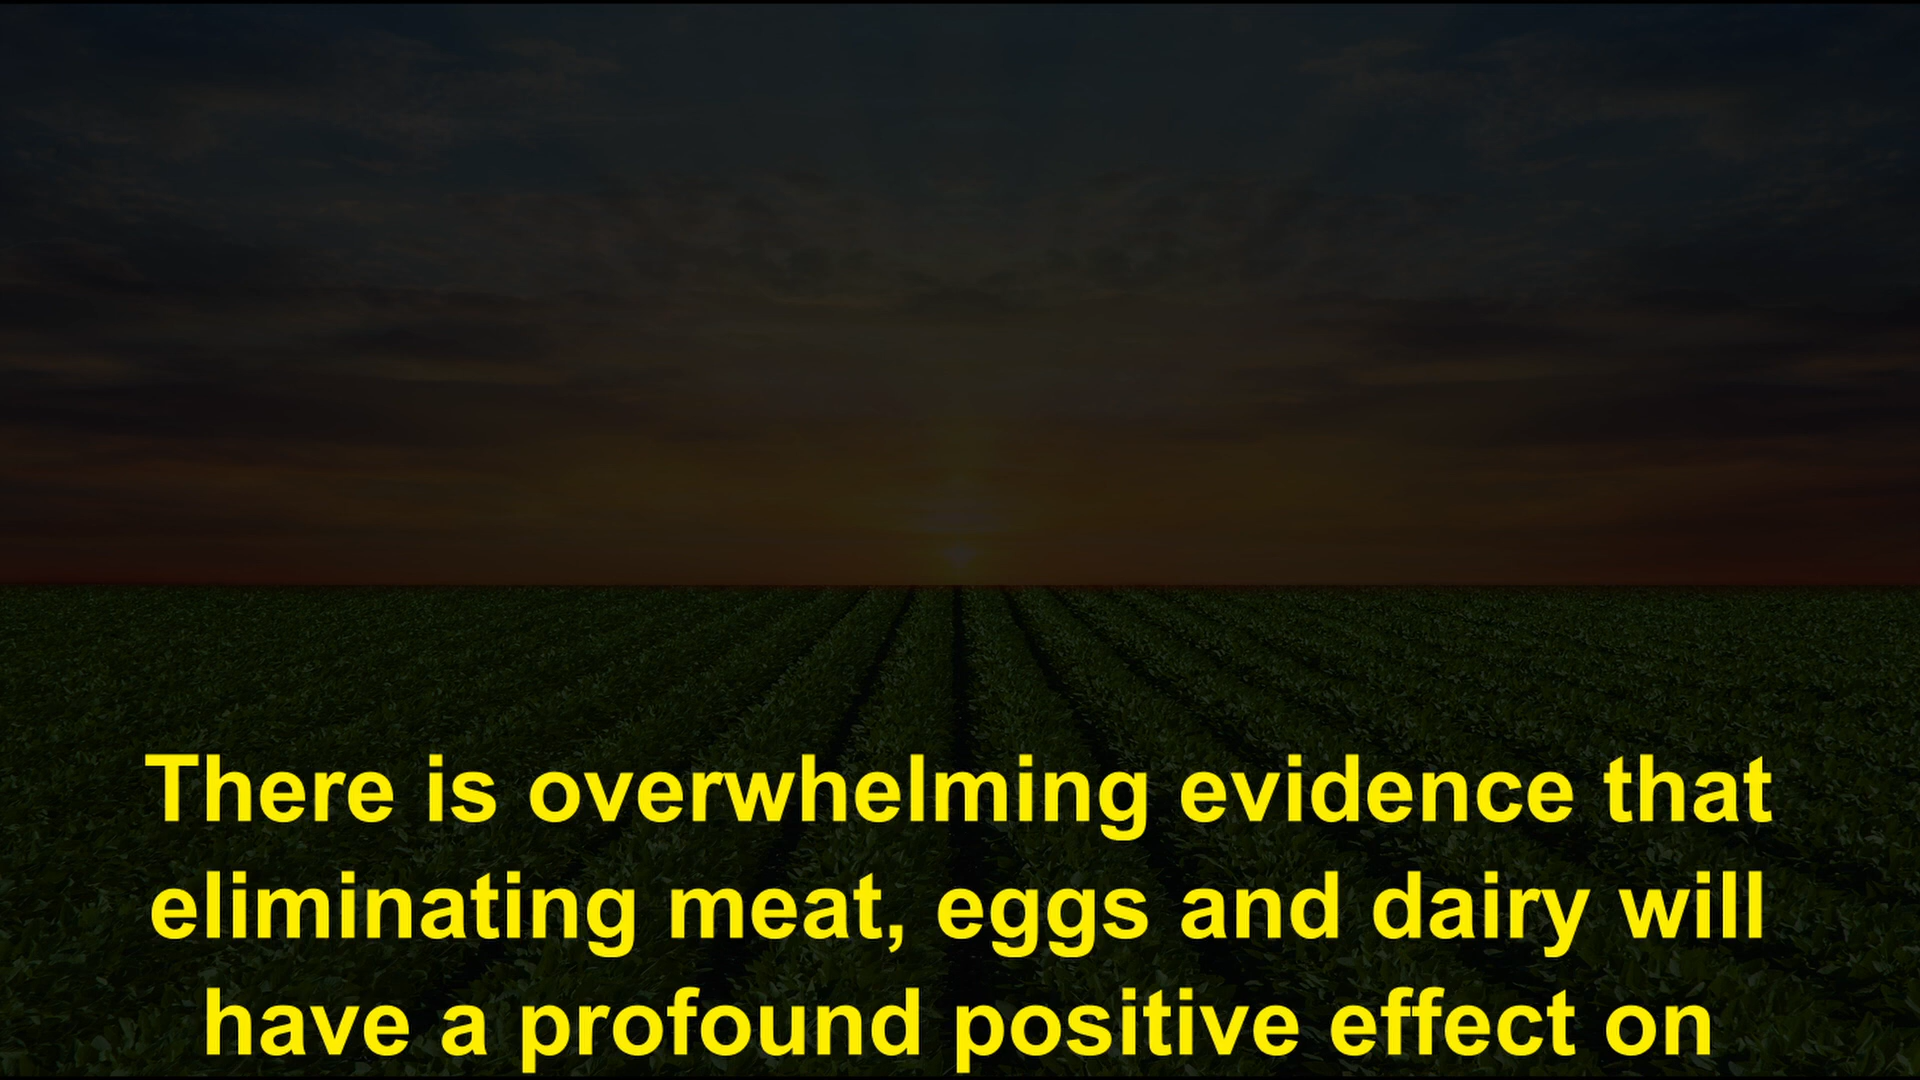 There is overwhelming evidence that
eliminating meat, eggs and dairy will
have a profound positive effect on